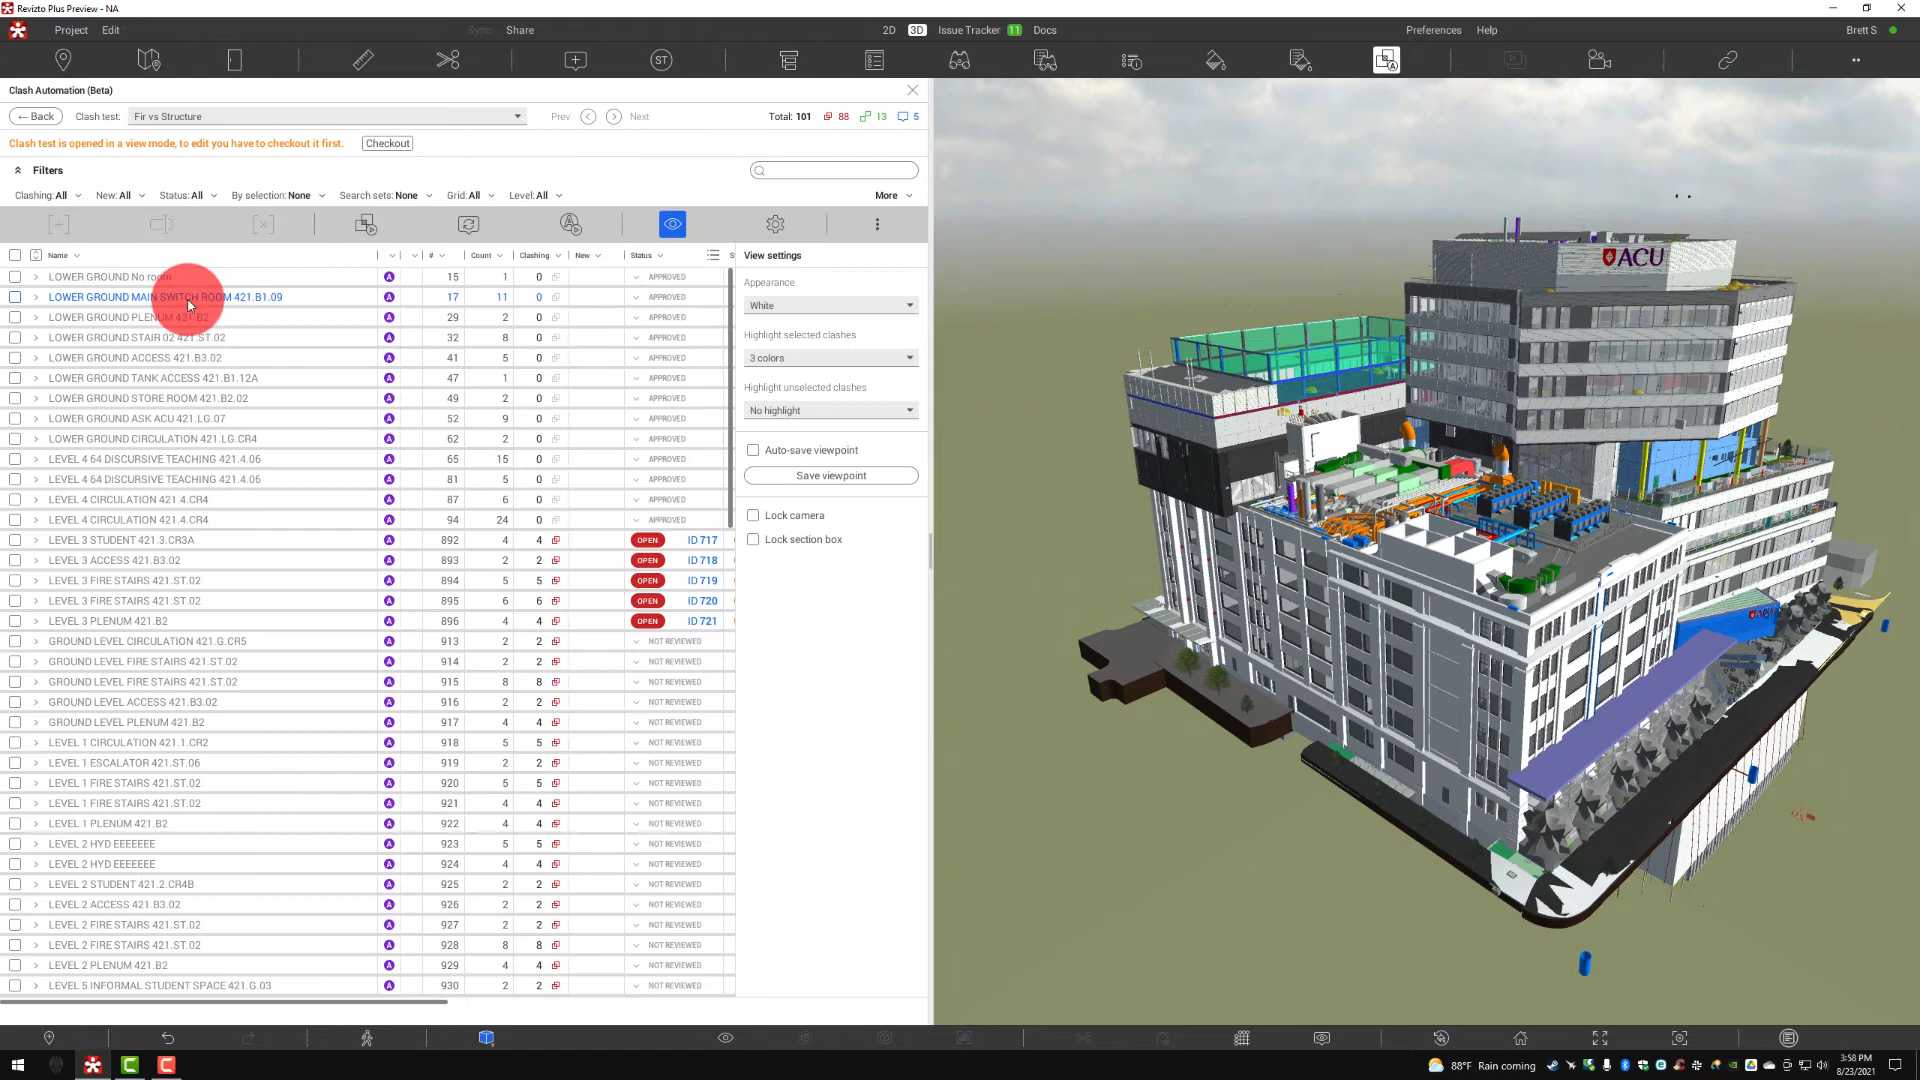 Revizto Plus Preview - NA
Project Edit Sync Share 2D 3D Issue Tracker 11 Docs Preferences Help Brett S
ST
Clash Automation (Beta)
← Back Clash test: Fir vs Structure Prev Next Total: 101 88 13 5
Clash test is opened in a view mode, to edit you have to checkout it first. Checkout
Filters
Clashing: All New: All Status: All By selection: None Search sets: None Grid: All Level: All More
Name # Count Clashing New Status
LOWER GROUND No room A 15 1 0 APPROVED
LOWER GROUND MAIN SWITCH ROOM 421.B1.09 A 17 11 0 APPROVED
LOWER GROUND PLENUM 421.B2 A 29 2 0 APPROVED
LOWER GROUND STAIR 02 421.ST.02 A 32 8 0 APPROVED
LOWER GROUND ACCESS 421.B3.02 A 41 5 0 APPROVED
LOWER GROUND TANK ACCESS 421.B1.12A A 47 1 0 APPROVED
LOWER GROUND STORE ROOM 421.B2.02 A 49 2 0 APPROVED
LOWER GROUND ASK ACU 421.LG.07 A 52 9 0 APPROVED
LOWER GROUND CIRCULATION 421.LG.CR4 A 62 2 0 APPROVED
LEVEL 4 64 DISCURSIVE TEACHING 421.4.06 A 65 15 0 APPROVED
LEVEL 4 64 DISCURSIVE TEACHING 421.4.06 A 81 5 0 APPROVED
LEVEL 4 CIRCULATION 421.4.CR4 A 87 6 0 APPROVED
LEVEL 4 CIRCULATION 421.4.CR4 A 94 24 0 APPROVED
LEVEL 3 STUDENT 421.3.CR3A A 892 4 4 OPEN ID 717
LEVEL 3 ACCESS 421.B3.02 A 893 2 2 OPEN ID 718
LEVEL 3 FIRE STAIRS 421.ST.02 A 894 5 5 OPEN ID 719
LEVEL 3 FIRE STAIRS 421.ST.02 A 895 6 6 OPEN ID 720
LEVEL 3 PLENUM 421.B2 A 896 4 4 OPEN ID 721
GROUND LEVEL CIRCULATION 421.G.CR5 A 913 2 2 NOT REVIEWED
GROUND LEVEL FIRE STAIRS 421.ST.02 A 914 2 2 NOT REVIEWED
GROUND LEVEL FIRE STAIRS 421.ST.02 A 915 8 8 NOT REVIEWED
GROUND LEVEL ACCESS 421.B3.02 A 916 2 2 NOT REVIEWED
GROUND LEVEL PLENUM 421.B2 A 917 4 4 NOT REVIEWED
LEVEL 1 CIRCULATION 421.1.CR2 A 918 5 5 NOT REVIEWED
LEVEL 1 ESCALATOR 421.ST.06 A 919 2 2 NOT REVIEWED
LEVEL 1 FIRE STAIRS 421.ST.02 A 920 5 5 NOT REVIEWED
LEVEL 1 FIRE STAIRS 421.ST.02 A 921 4 4 NOT REVIEWED
LEVEL 1 PLENUM 421.B2 A 922 4 4 NOT REVIEWED
LEVEL 2 HYD EEEEEEE A 923 5 5 NOT REVIEWED
LEVEL 2 HYD EEEEEEE A 924 4 4 NOT REVIEWED
LEVEL 2 STUDENT 421.2.CR4B A 925 2 2 NOT REVIEWED
LEVEL 2 ACCESS 421.B3.02 A 926 2 2 NOT REVIEWED
LEVEL 2 FIRE STAIRS 421.ST.02 A 927 2 2 NOT REVIEWED
LEVEL 2 FIRE STAIRS 421.ST.02 A 928 8 8 NOT REVIEWED
LEVEL 2 PLENUM 421.B2 A 929 4 4 NOT REVIEWED
LEVEL 5 INFORMAL STUDENT SPACE 421.G.03 A 930 2 2 NOT REVIEWED
View settings
Appearance
White
Highlight selected clashes
3 colors
Highlight unselected clashes
No highlight
Auto-save viewpoint
Save viewpoint
Lock camera
Lock section box
ACU
ACU
88°F Rain coming
3:58 PM
8/23/2021